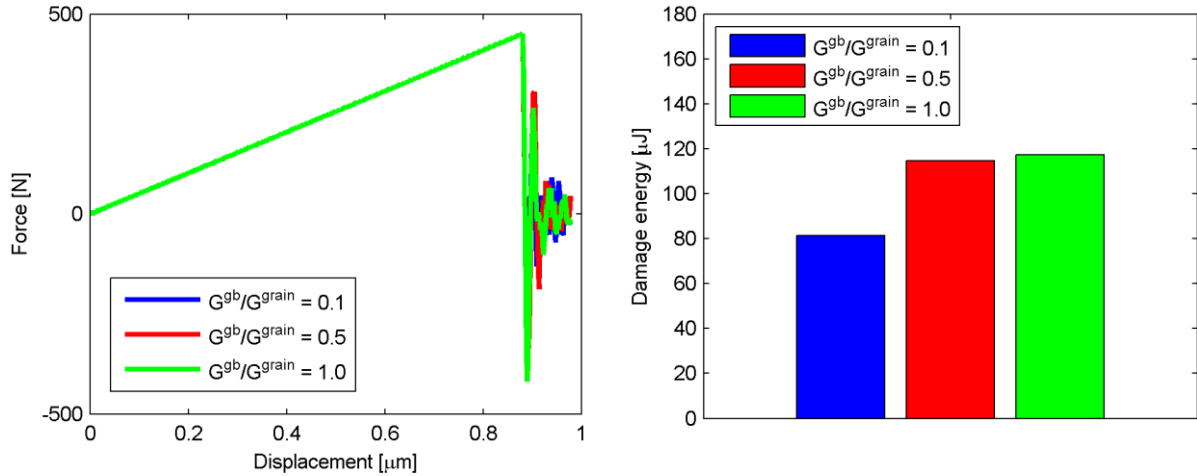 500
0
-500
Force [N]
0
0.2
0.4
0.6
0.8
1
Displacement [μm]
G^gb/G^grain = 0.1
G^gb/G^grain = 0.5
G^gb/G^grain = 1.0
180
160
140
120
100
80
60
40
20
0
Damage energy [μJ]
G^gb/G^grain = 0.1
G^gb/G^grain = 0.5
G^gb/G^grain = 1.0